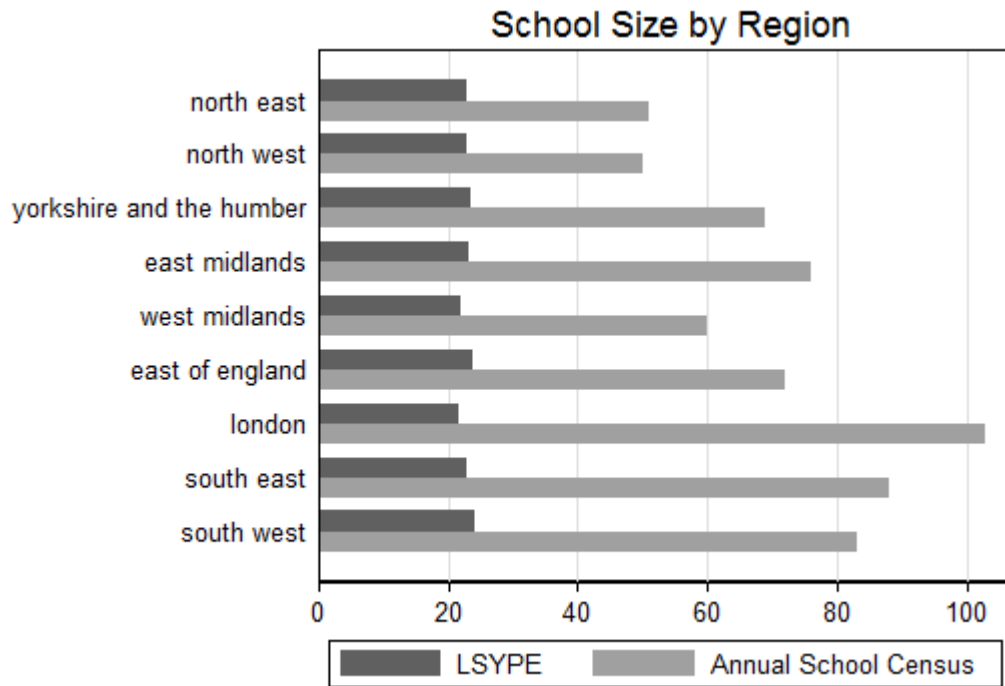 School Size by Region
north east
north west
yorkshire and the humber
east midlands
west midlands
east of england
london
south east
south west
0 20 40 60 80 100
LSYPE Annual School Census